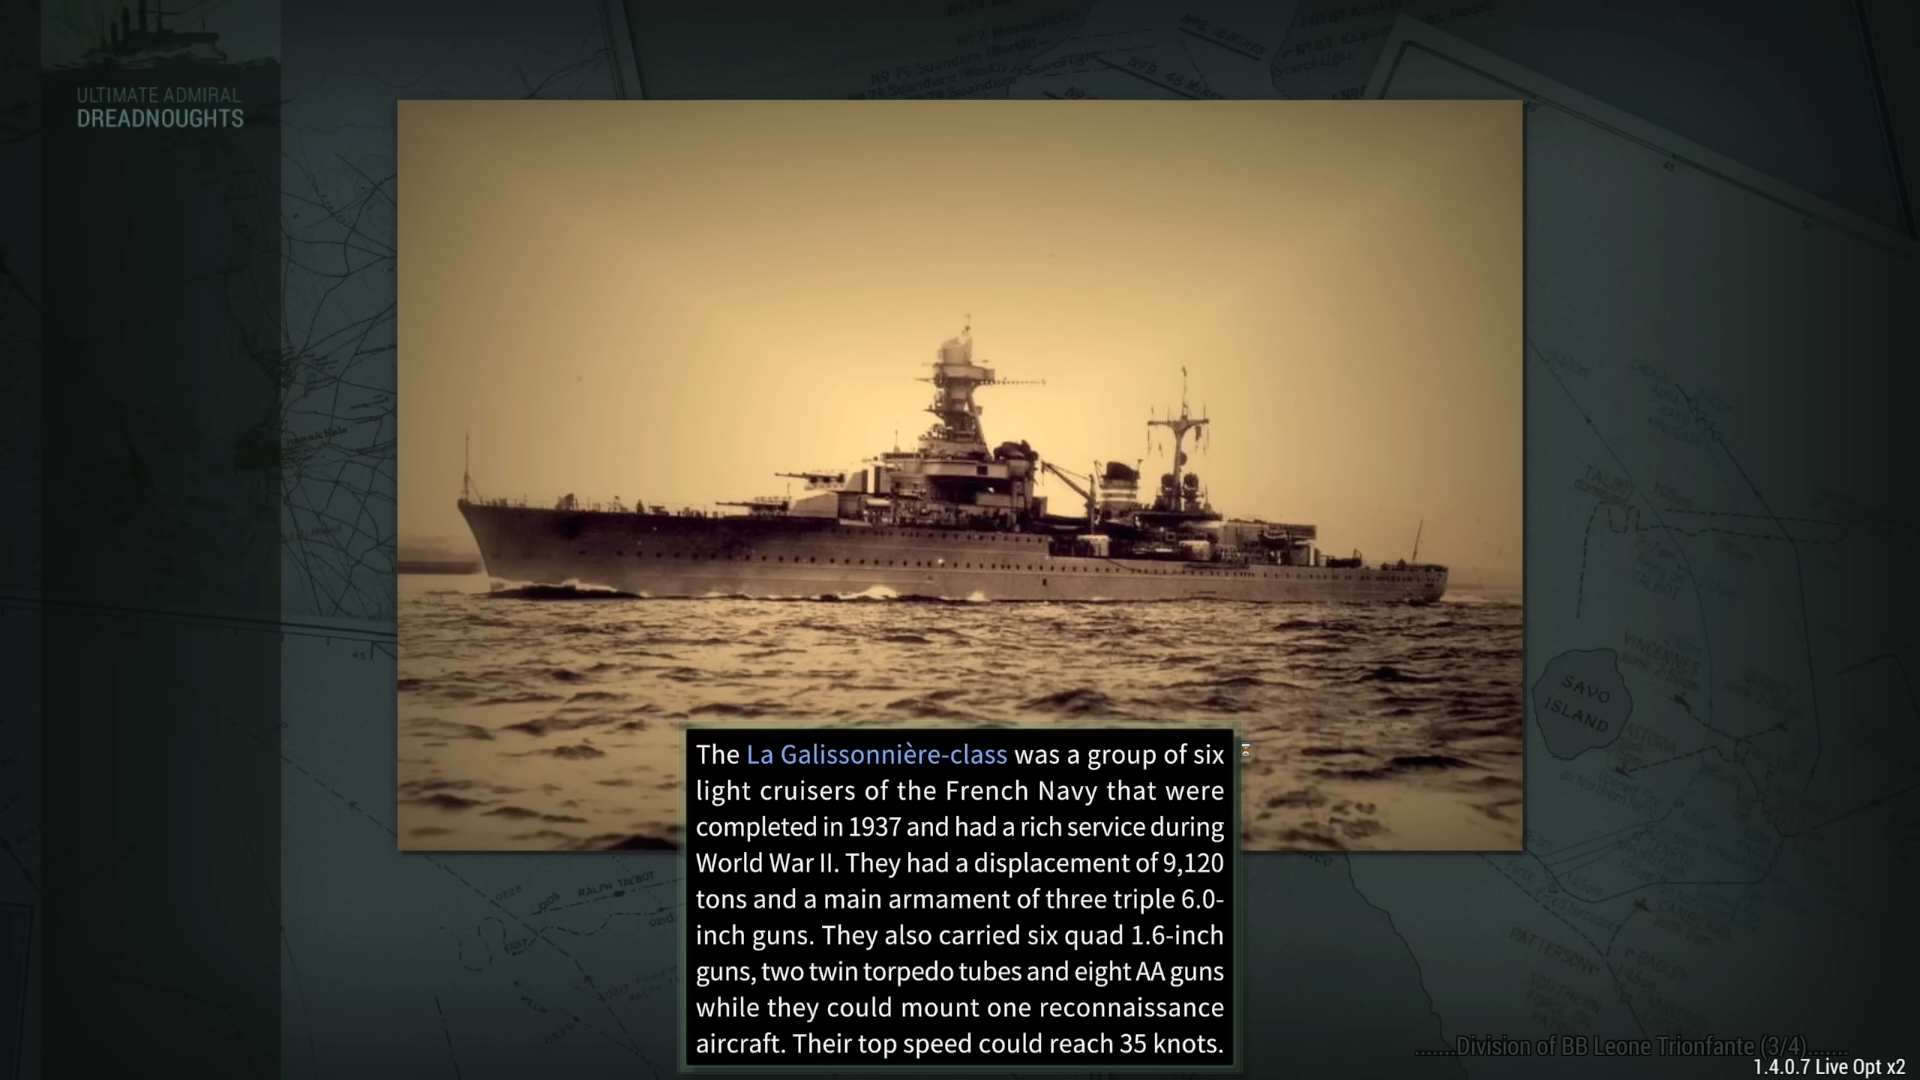 ULTIMATE ADMIRAL
DREADNOUGHTS
The La Galissonnière-class was a group of six
light cruisers of the French Navy that were
completed in 1937 and had a rich service during
World War II. They had a displacement of 9,120
tons and a main armament of three triple 6.0-
inch guns. They also carried six quad 1.6-inch
guns, two twin torpedo tubes and eight AA guns
while they could mount one reconnaissance
aircraft. Their top speed could reach 35 knots.
SAVO
ISLAND
RALPH TALBOT
PATTERSON
.......Division of BB Leone Trionfante (3/4).......
1.4.0.7 Live Opt x2